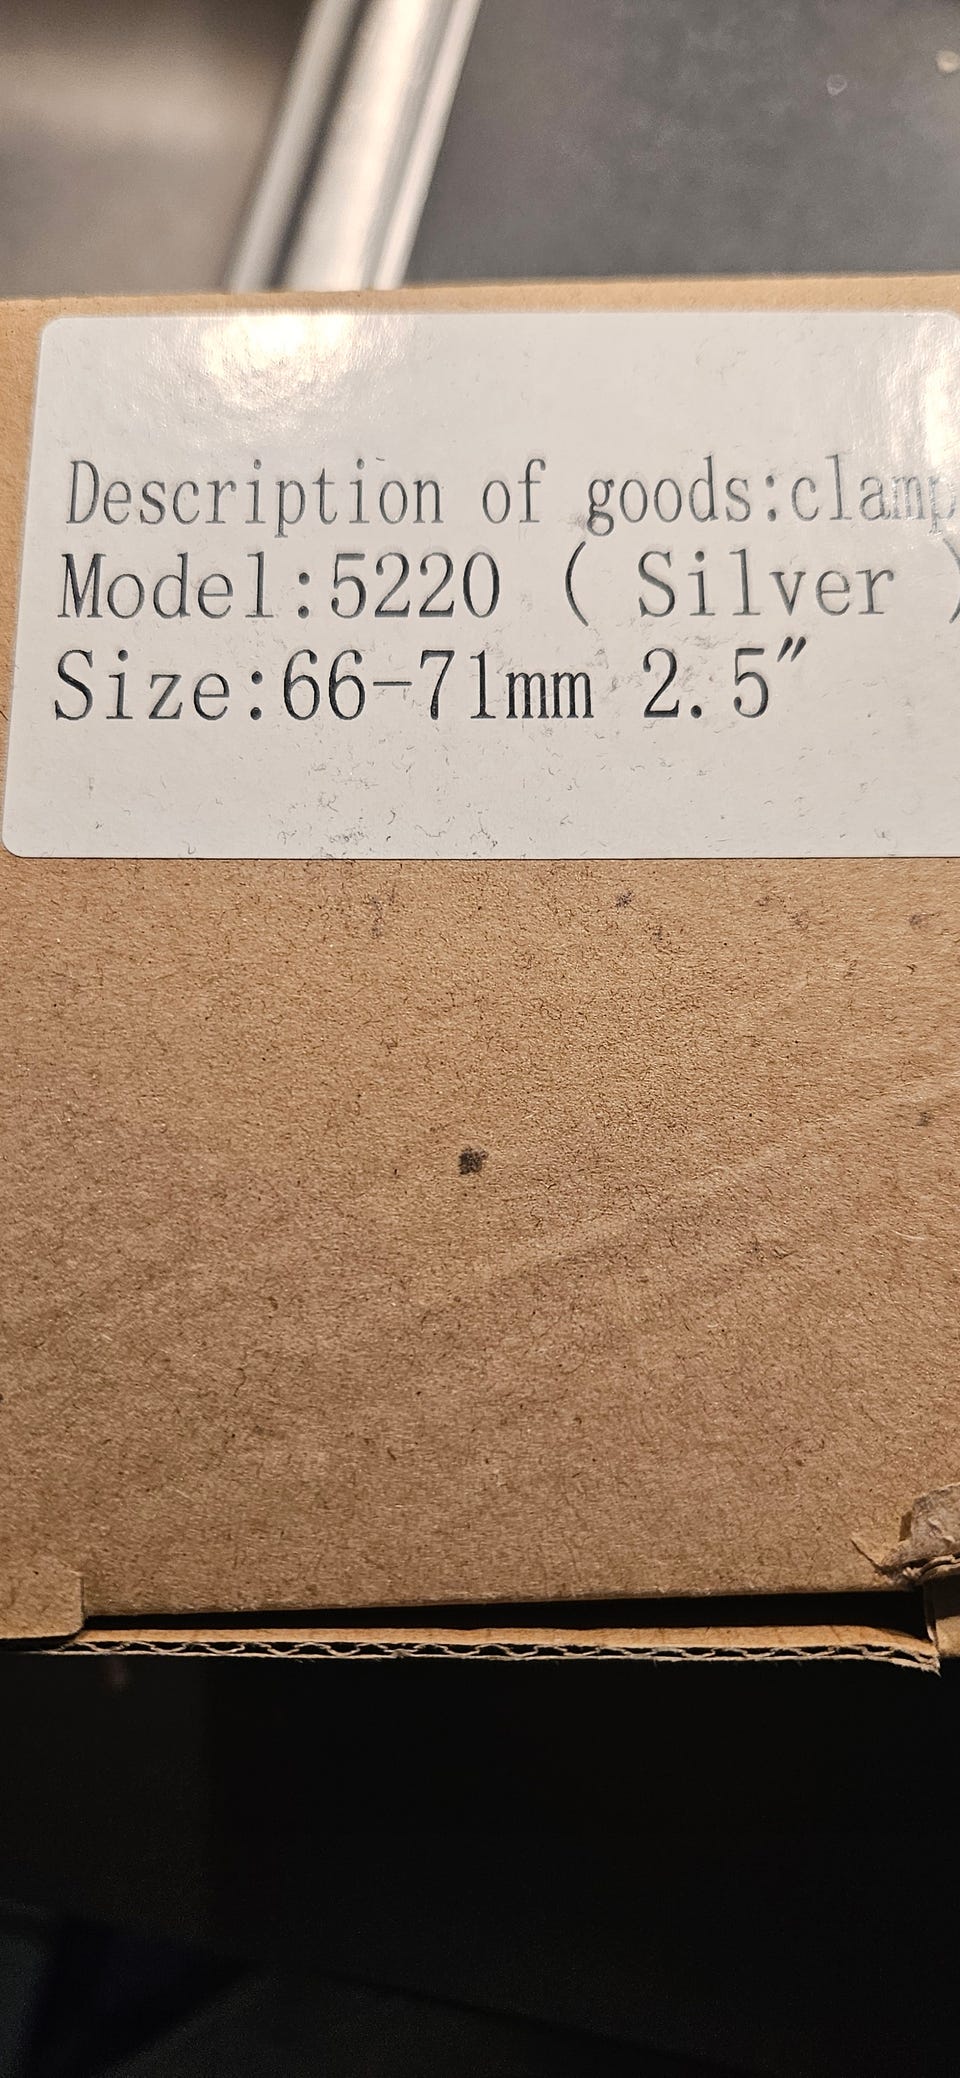 Description of goods:clamp
Model:5220 ( Silver )
Size:66-71mm 2.5"